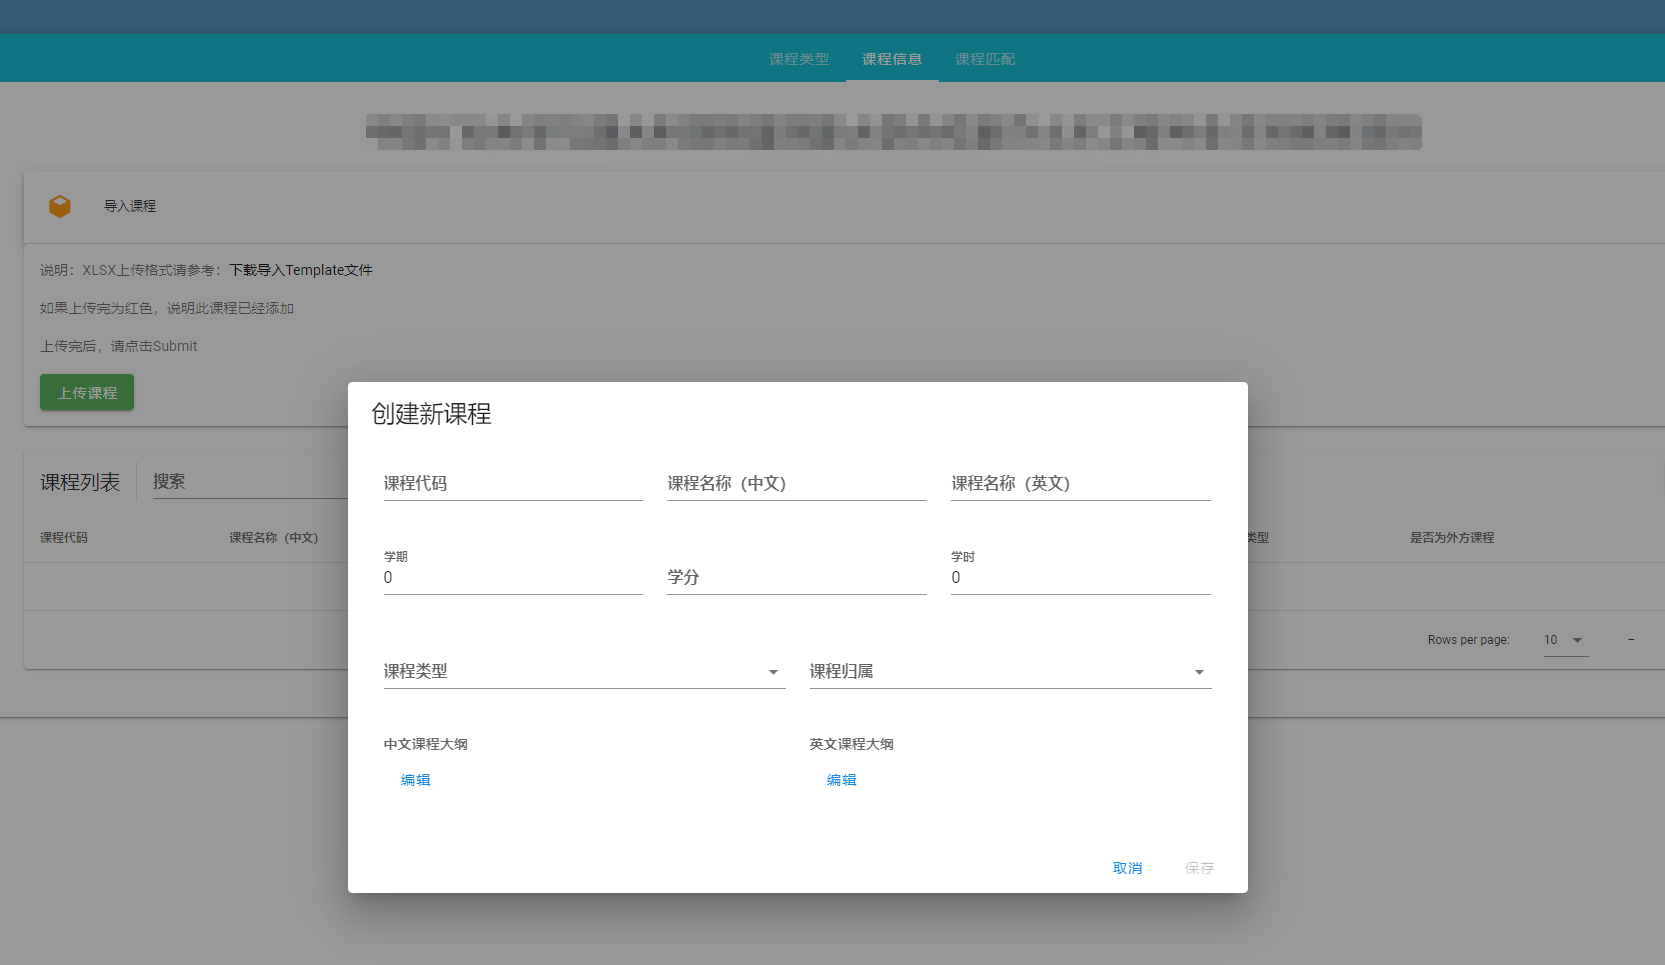 课程类型 课程信息 课程匹配
导入课程
说明：XLSX上传格式请参考：下载导入Template文件
如果上传完为红色，说明此课程已经添加
上传完后，请点击Submit
上传课程
课程列表 搜索
课程代码 课程名称（中文） 类型 是否为外方课程
Rows per page: 10 –
创建新课程
课程代码 课程名称（中文） 课程名称（英文）
学期 学时
0 学分 0
课程类型 课程归属
中文课程大纲 英文课程大纲
编辑 编辑
取消 保存